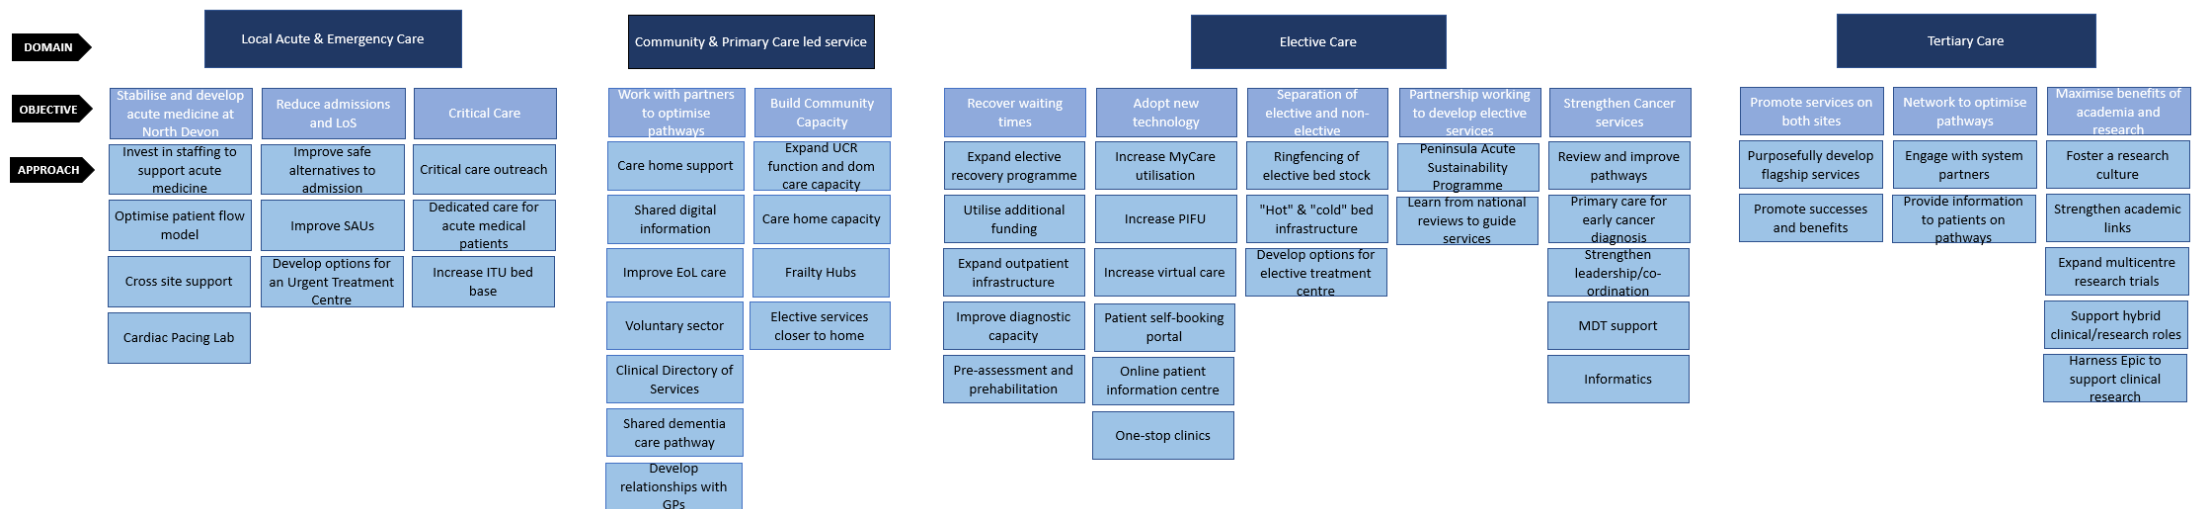 DOMAIN
Local Acute & Emergency Care
Community & Primary Care led service
Elective Care
Tertiary Care
OBJECTIVE
Stabilise and develop
acute medicine at
North Devon
Reduce admissions
and LoS
Critical Care
Work with partners
to optimise
pathways
Build Community
Capacity
Recover waiting
times
Adopt new
technology
Separation of
elective and non-
elective
Partnership working
to develop elective
services
Strengthen Cancer
services
Promote services on
both sites
Network to optimise
pathways
Maximise benefits of
academia and
research
APPROACH
Invest in staffing to
support acute
medicine
Optimise patient flow
model
Cross site support
Cardiac Pacing Lab
Improve safe
alternatives to
admission
Improve SAUs
Develop options for
an Urgent Treatment
Centre
Critical care outreach
Dedicated care for
acute medical
patients
Increase ITU bed
base
Care home support
Shared digital
information
Improve EoL care
Voluntary sector
Clinical Directory of
Services
Shared dementia
care pathway
Develop
relationships with
GPs
Expand UCR
function and dom
care capacity
Care home capacity
Frailty Hubs
Elective services
closer to home
Expand elective
recovery programme
Utilise additional
funding
Expand outpatient
infrastructure
Improve diagnostic
capacity
Pre-assessment and
prehabilitation
Increase MyCare
utilisation
Increase PIFU
Increase virtual care
Patient self-booking
portal
Online patient
information centre
One-stop clinics
Ringfencing of
elective bed stock
"Hot" & "cold" bed
infrastructure
Develop options for
elective treatment
centre
Peninsula Acute
Sustainability
Programme
Learn from national
reviews to guide
services
Review and improve
pathways
Primary care for
early cancer
diagnosis
Strengthen
leadership/co-
ordination
MDT support
Informatics
Purposefully develop
flagship services
Promote successes
and benefits
Engage with system
partners
Provide information
to patients on
pathways
Foster a research
culture
Strengthen academic
links
Expand multicentre
research trials
Support hybrid
clinical/research roles
Harness Epic to
support clinical
research